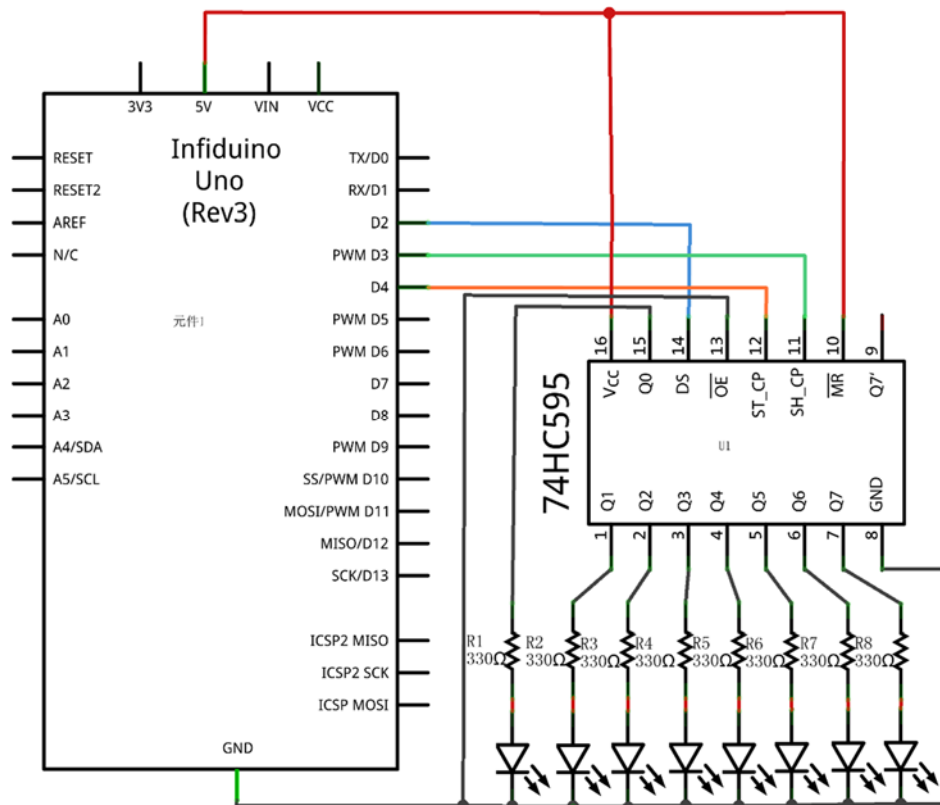 3V3
5V
VIN
VCC
Infiduino
Uno
(Rev3)
RESET
RESET2
AREF
N/C
A0
A1
A2
A3
A4/SDA
A5/SCL
元件1
TX/D0
RX/D1
D2
PWM D3
D4
PWM D5
PWM D6
D7
D8
PWM D9
SS/PWM D10
MOSI/PWM D11
MISO/D12
SCK/D13
ICSP2 MISO
ICSP2 SCK
ICSP MOSI
GND
74HC595
16
15
14
13
12
11
10
9
VCC
Q0
DS
OE
ST_CP
SH_CP
MR
Q7'
U1
Q1
Q2
Q3
Q4
Q5
Q6
Q7
GND
1
2
3
4
5
6
7
8
R1
330Ω
R2
330Ω
R3
330Ω
R4
330Ω
R5
330Ω
R6
330Ω
R7
330Ω
R8
330Ω